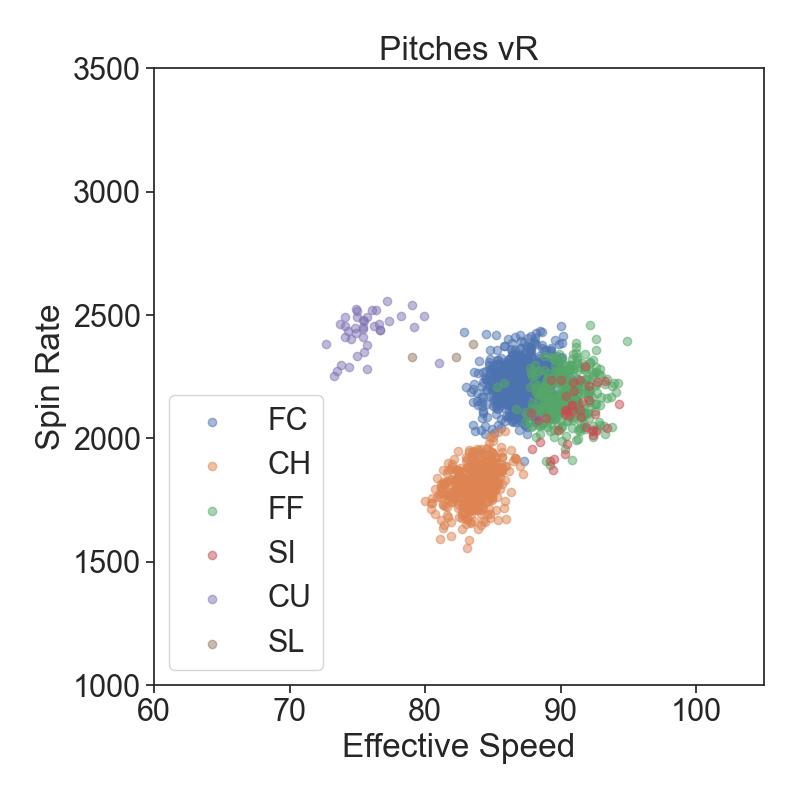 Pitches vR
3500
3000
2500
2000
1500
1000
Spin Rate
FC
CH
FF
SI
CU
SL
60
70
80
90
100
Effective Speed